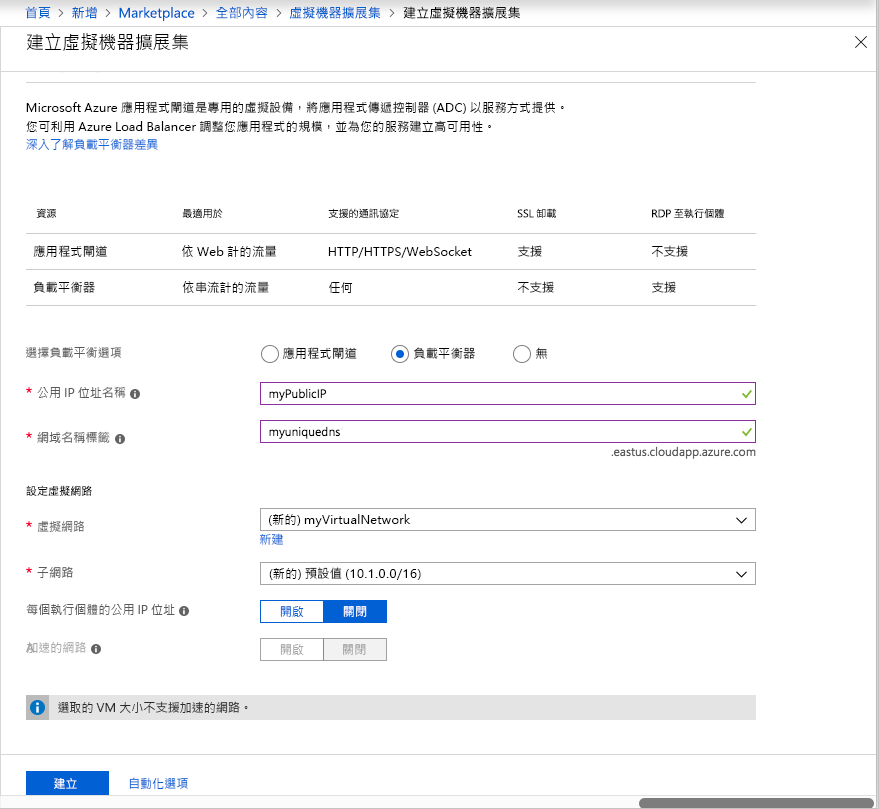 首頁 > 新增 > Marketplace > 全部內容 > 虛擬機器擴展集 > 建立虛擬機器擴展集
建立虛擬機器擴展集
Microsoft Azure 應用程式閘道是專用的虛擬設備，將應用程式傳遞控制器 (ADC) 以服務方式提供。
您可利用 Azure Load Balancer 調整您應用程式的規模，並為您的服務建立高可用性。
深入了解負載平衡器差異
資源 最適用於 支援的通訊協定 SSL 卸載 RDP 至執行個體
應用程式閘道 依 Web 計的流量 HTTP/HTTPS/WebSocket 支援 不支援
負載平衡器 依串流計的流量 任何 不支援 支援
選擇負載平衡選項 應用程式閘道 負載平衡器 無
* 公用 IP 位址名稱 myPublicIP
* 網域名稱標籤 myuniquedns
.eastus.cloudapp.azure.com
設定虛擬網路
* 虛擬網路 (新的) myVirtualNetwork
新建
* 子網路 (新的) 預設值 (10.1.0.0/16)
每個執行個體的公用 IP 位址 開啟 關閉
加速的網路 開啟 關閉
選取的 VM 大小不支援加速的網路。
建立 自動化選項